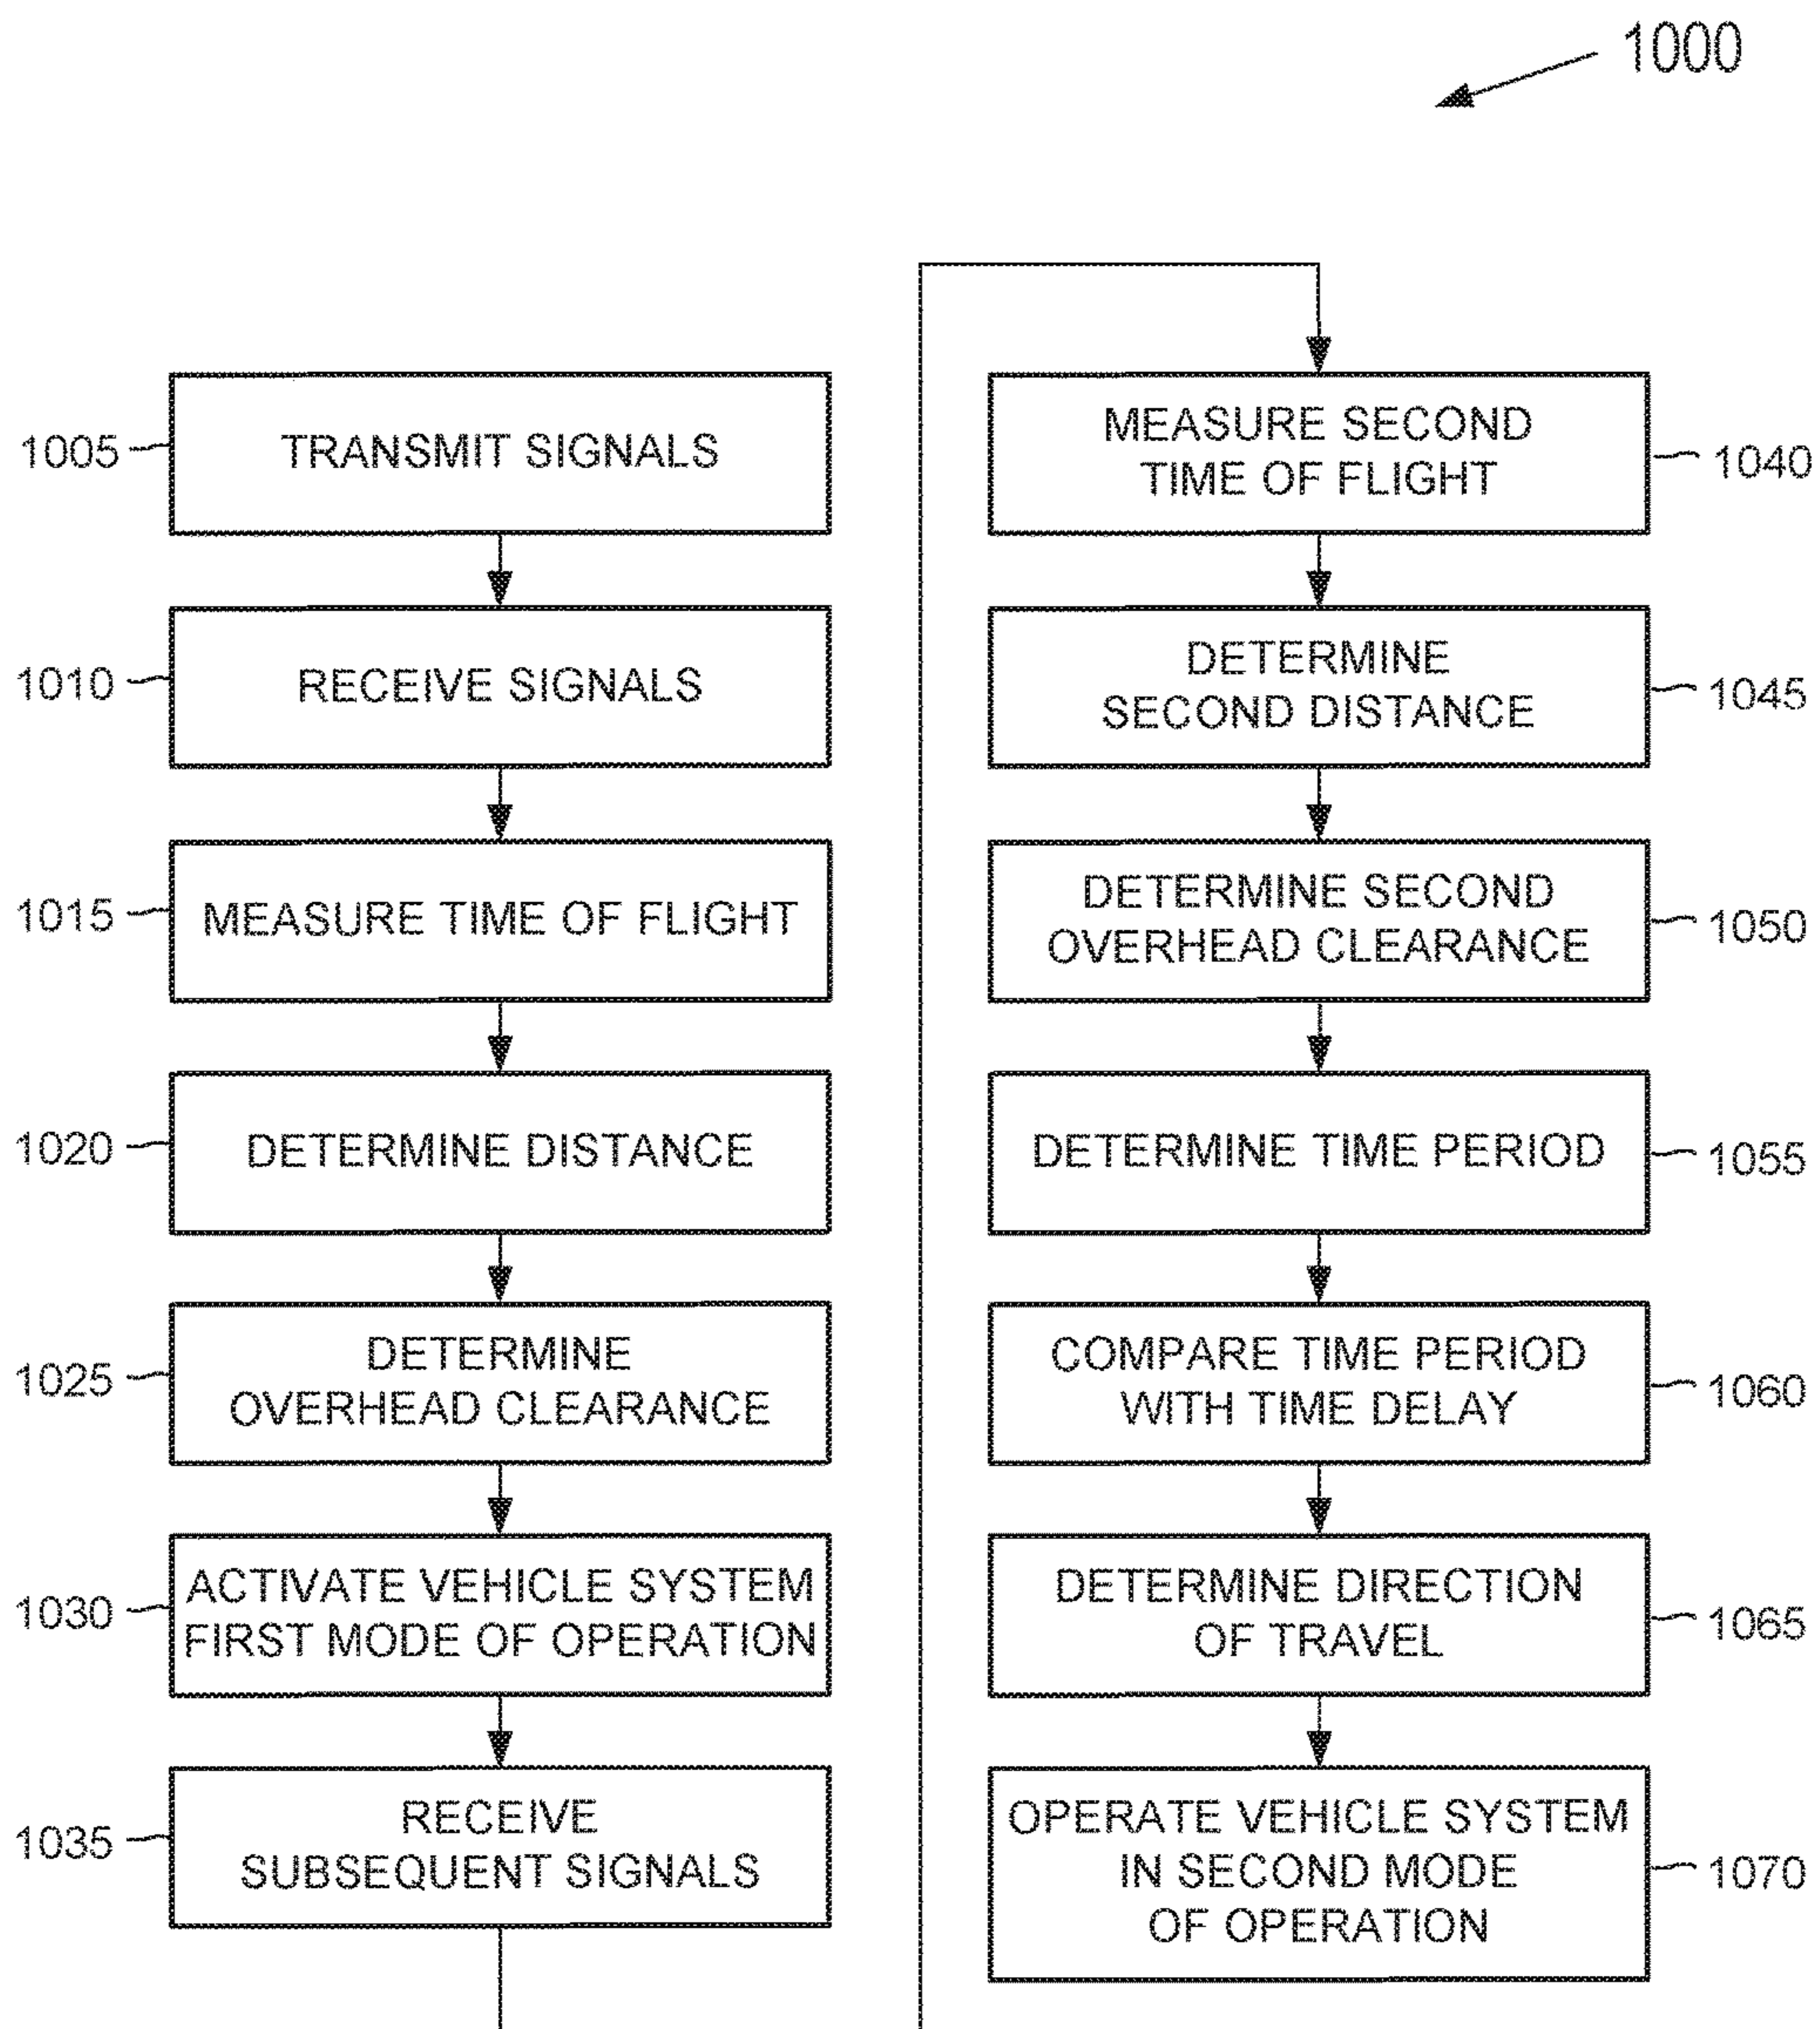 1000
1005
TRANSMIT SIGNALS
1010
RECEIVE SIGNALS
1015
MEASURE TIME OF FLIGHT
1020
DETERMINE DISTANCE
1025
DETERMINE
OVERHEAD CLEARANCE
1030
ACTIVATE VEHICLE SYSTEM
FIRST MODE OF OPERATION
1035
RECEIVE
SUBSEQUENT SIGNALS
MEASURE SECOND
TIME OF FLIGHT
1040
DETERMINE
SECOND DISTANCE
1045
DETERMINE SECOND
OVERHEAD CLEARANCE
1050
DETERMINE TIME PERIOD
1055
COMPARE TIME PERIOD
WITH TIME DELAY
1060
DETERMINE DIRECTION
OF TRAVEL
1065
OPERATE VEHICLE SYSTEM
IN SECOND MODE
OF OPERATION
1070